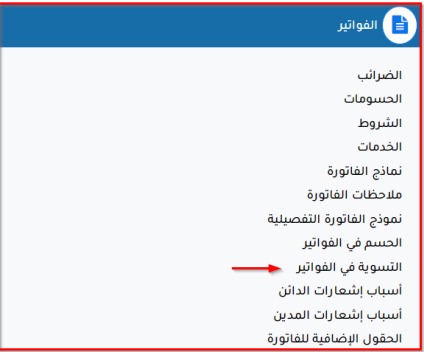 الفواتير
الضرائب
الحسومات
الشروط
الخدمات
نماذج الفاتورة
ملاحظات الفاتورة
نموذج الفاتورة التفصيلية
الحسم في الفواتير
التسوية في الفواتير
أسباب إشعارات الدائن
أسباب إشعارات المدين
الحقول الإضافية للفاتورة